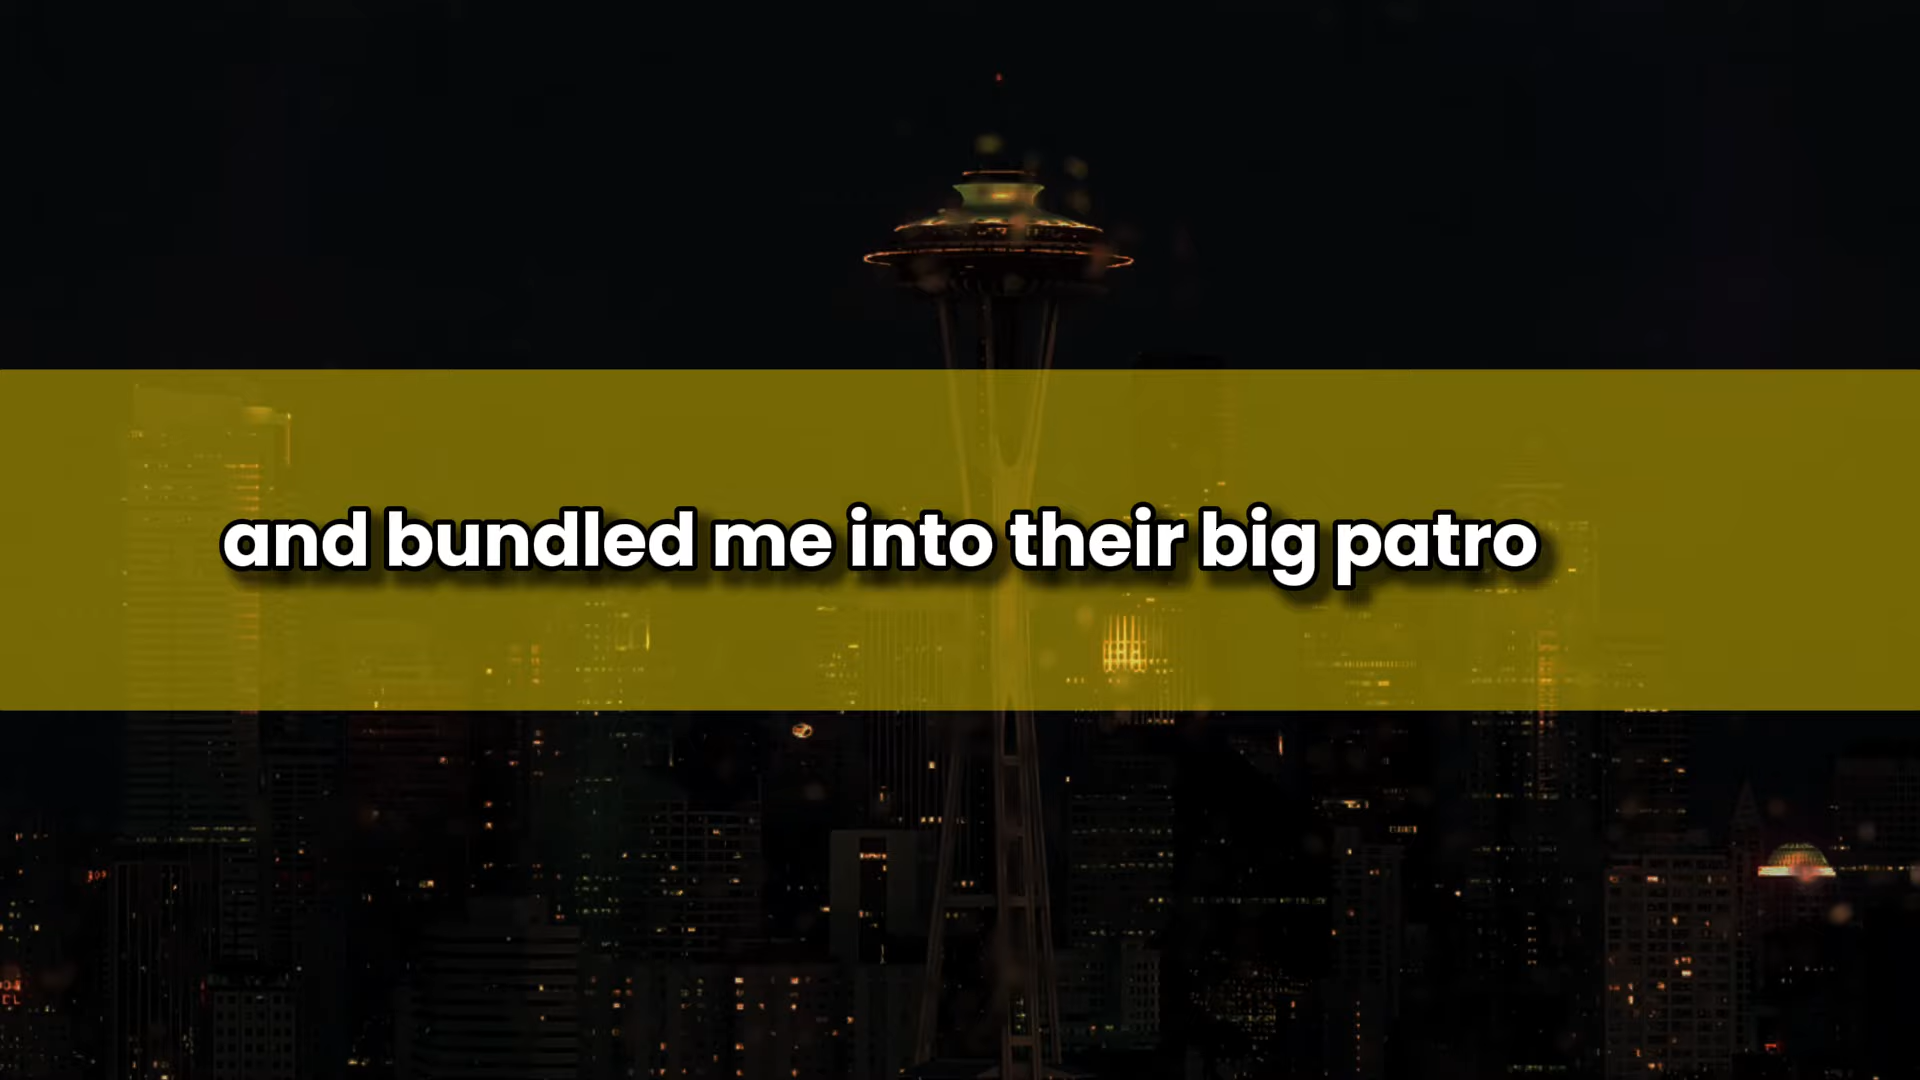 and bundled me into their big patro